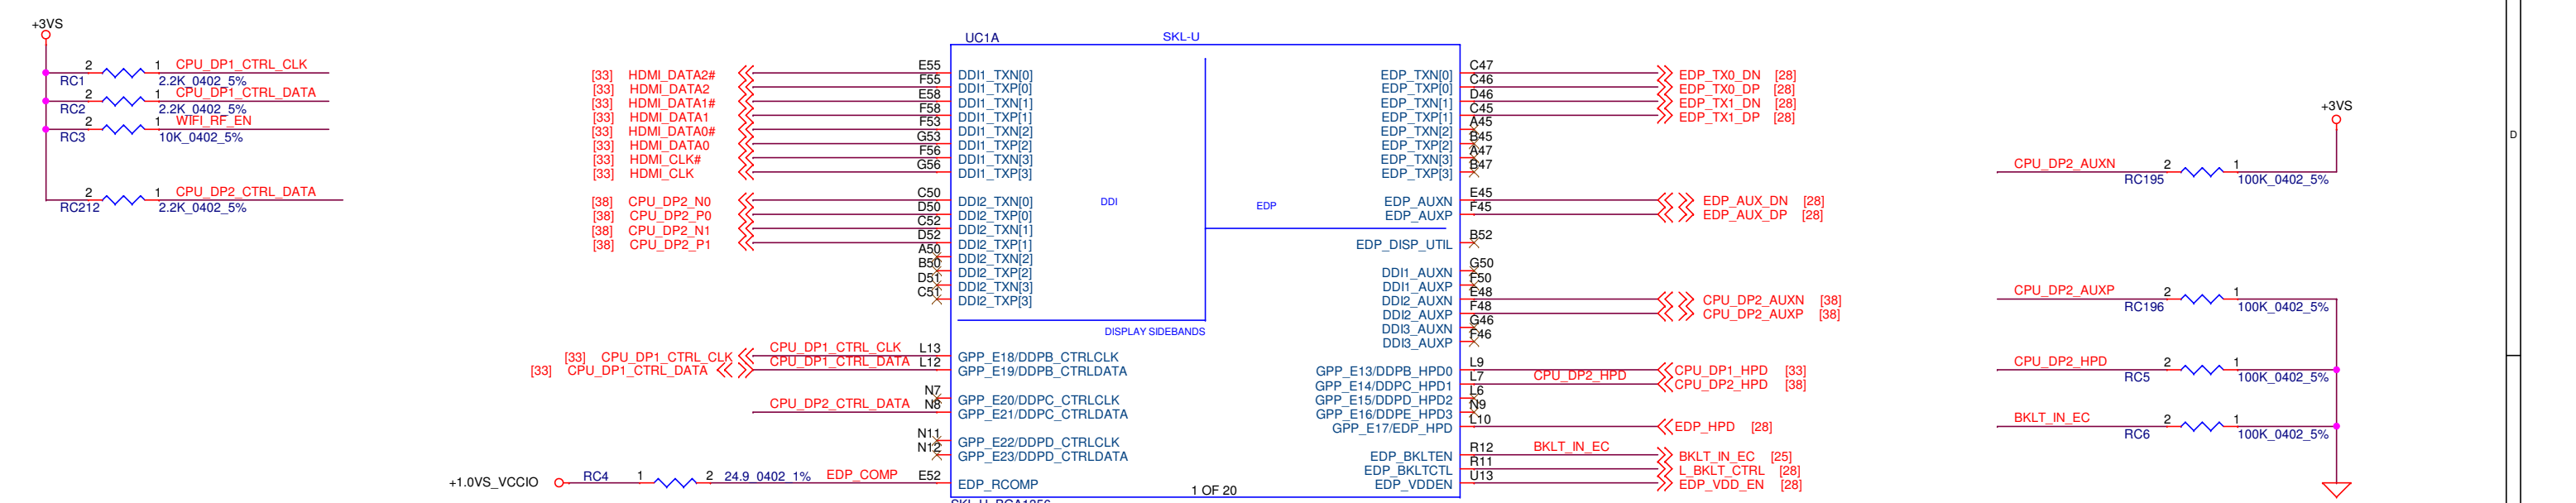 +3VS
2 1 CPU_DP1_CTRL_CLK
RC1 2.2K_0402_5%
2 1 CPU_DP1_CTRL_DATA
RC2 2.2K_0402_5%
2 1 WIFI_RF_EN
RC3 10K_0402_5%
2 1 CPU_DP2_CTRL_DATA
RC212 2.2K_0402_5%
UC1A SKL-U
[33] HDMI_DATA2# E55 DDI1_TXN[0]
[33] HDMI_DATA2 F55 DDI1_TXP[0]
[33] HDMI_DATA1# E58 DDI1_TXN[1]
[33] HDMI_DATA1 F58 DDI1_TXP[1]
[33] HDMI_DATA0# F53 DDI1_TXN[2]
[33] HDMI_DATA0 G53 DDI1_TXP[2]
[33] HDMI_CLK# F56 DDI1_TXN[3]
[33] HDMI_CLK G56 DDI1_TXP[3]
[38] CPU_DP2_N0 C50 DDI2_TXN[0]
[38] CPU_DP2_P0 D50 DDI2_TXP[0]
[38] CPU_DP2_N1 C52 DDI2_TXN[1]
[38] CPU_DP2_P1 D52 DDI2_TXP[1]
A50 DDI2_TXN[2]
B50 DDI2_TXP[2]
D51 DDI2_TXN[3]
C51 DDI2_TXP[3]
DDI
EDP
DISPLAY SIDEBANDS
[33] CPU_DP1_CTRL_CLK CPU_DP1_CTRL_CLK L13 GPP_E18/DDPB_CTRLCLK
[33] CPU_DP1_CTRL_DATA CPU_DP1_CTRL_DATA L12 GPP_E19/DDPB_CTRLDATA
N7 GPP_E20/DDPC_CTRLCLK
CPU_DP2_CTRL_DATA N8 GPP_E21/DDPC_CTRLDATA
N11 GPP_E22/DDPD_CTRLCLK
N12 GPP_E23/DDPD_CTRLDATA
+1.0VS_VCCIO RC4 1 2 24.9_0402_1% EDP_COMP E52 EDP_RCOMP
SKL-U_BGA1356
1 OF 20
EDP_TXN[0] C47 EDP_TX0_DN [28]
EDP_TXP[0] C46 EDP_TX0_DP [28]
EDP_TXN[1] D46 EDP_TX1_DN [28]
EDP_TXP[1] C45 EDP_TX1_DP [28]
EDP_TXN[2] A45
EDP_TXP[2] B45
EDP_TXN[3] A47
EDP_TXP[3] B47
EDP_AUXN E45 EDP_AUX_DN [28]
EDP_AUXP F45 EDP_AUX_DP [28]
EDP_DISP_UTIL B52
DDI1_AUXN G50
DDI1_AUXP F50
DDI2_AUXN E48 CPU_DP2_AUXN [38]
DDI2_AUXP F48 CPU_DP2_AUXP [38]
DDI3_AUXN G46
DDI3_AUXP F46
GPP_E13/DDPB_HPD0 L9 CPU_DP1_HPD [33]
GPP_E14/DDPC_HPD1 L7 CPU_DP2_HPD CPU_DP2_HPD [38]
GPP_E15/DDPD_HPD2 L6
GPP_E16/DDPE_HPD3 N9
GPP_E17/EDP_HPD L10 EDP_HPD [28]
EDP_BKLTEN R12 BKLT_IN_EC BKLT_IN_EC [25]
EDP_BKLTCTL R11 L_BKLT_CTRL [28]
EDP_VDDEN U13 EDP_VDD_EN [28]
+3VS
CPU_DP2_AUXN 2 1
RC195 100K_0402_5%
CPU_DP2_AUXP 2 1
RC196 100K_0402_5%
CPU_DP2_HPD 2 1
RC5 100K_0402_5%
BKLT_IN_EC 2 1
RC6 100K_0402_5%
D